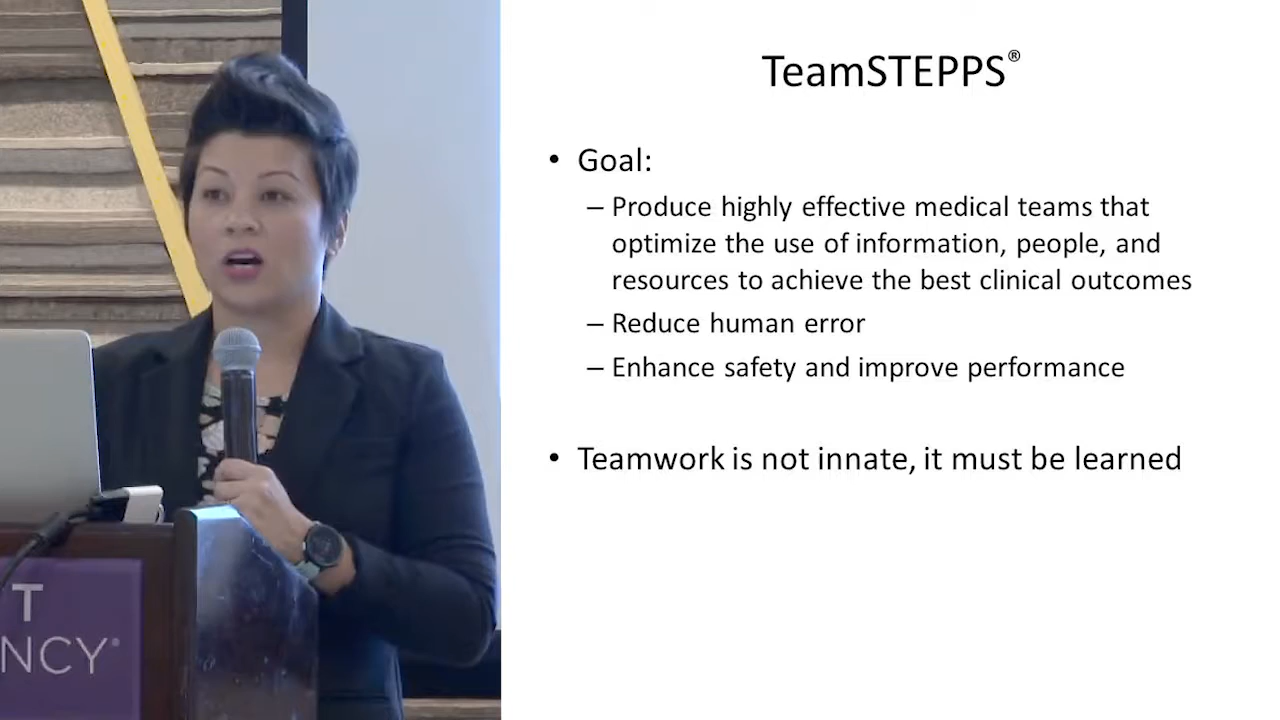 TeamSTEPPS®
• Goal:
– Produce highly effective medical teams that
optimize the use of information, people, and
resources to achieve the best clinical outcomes
– Reduce human error
– Enhance safety and improve performance
• Teamwork is not innate, it must be learned
T
NCY®